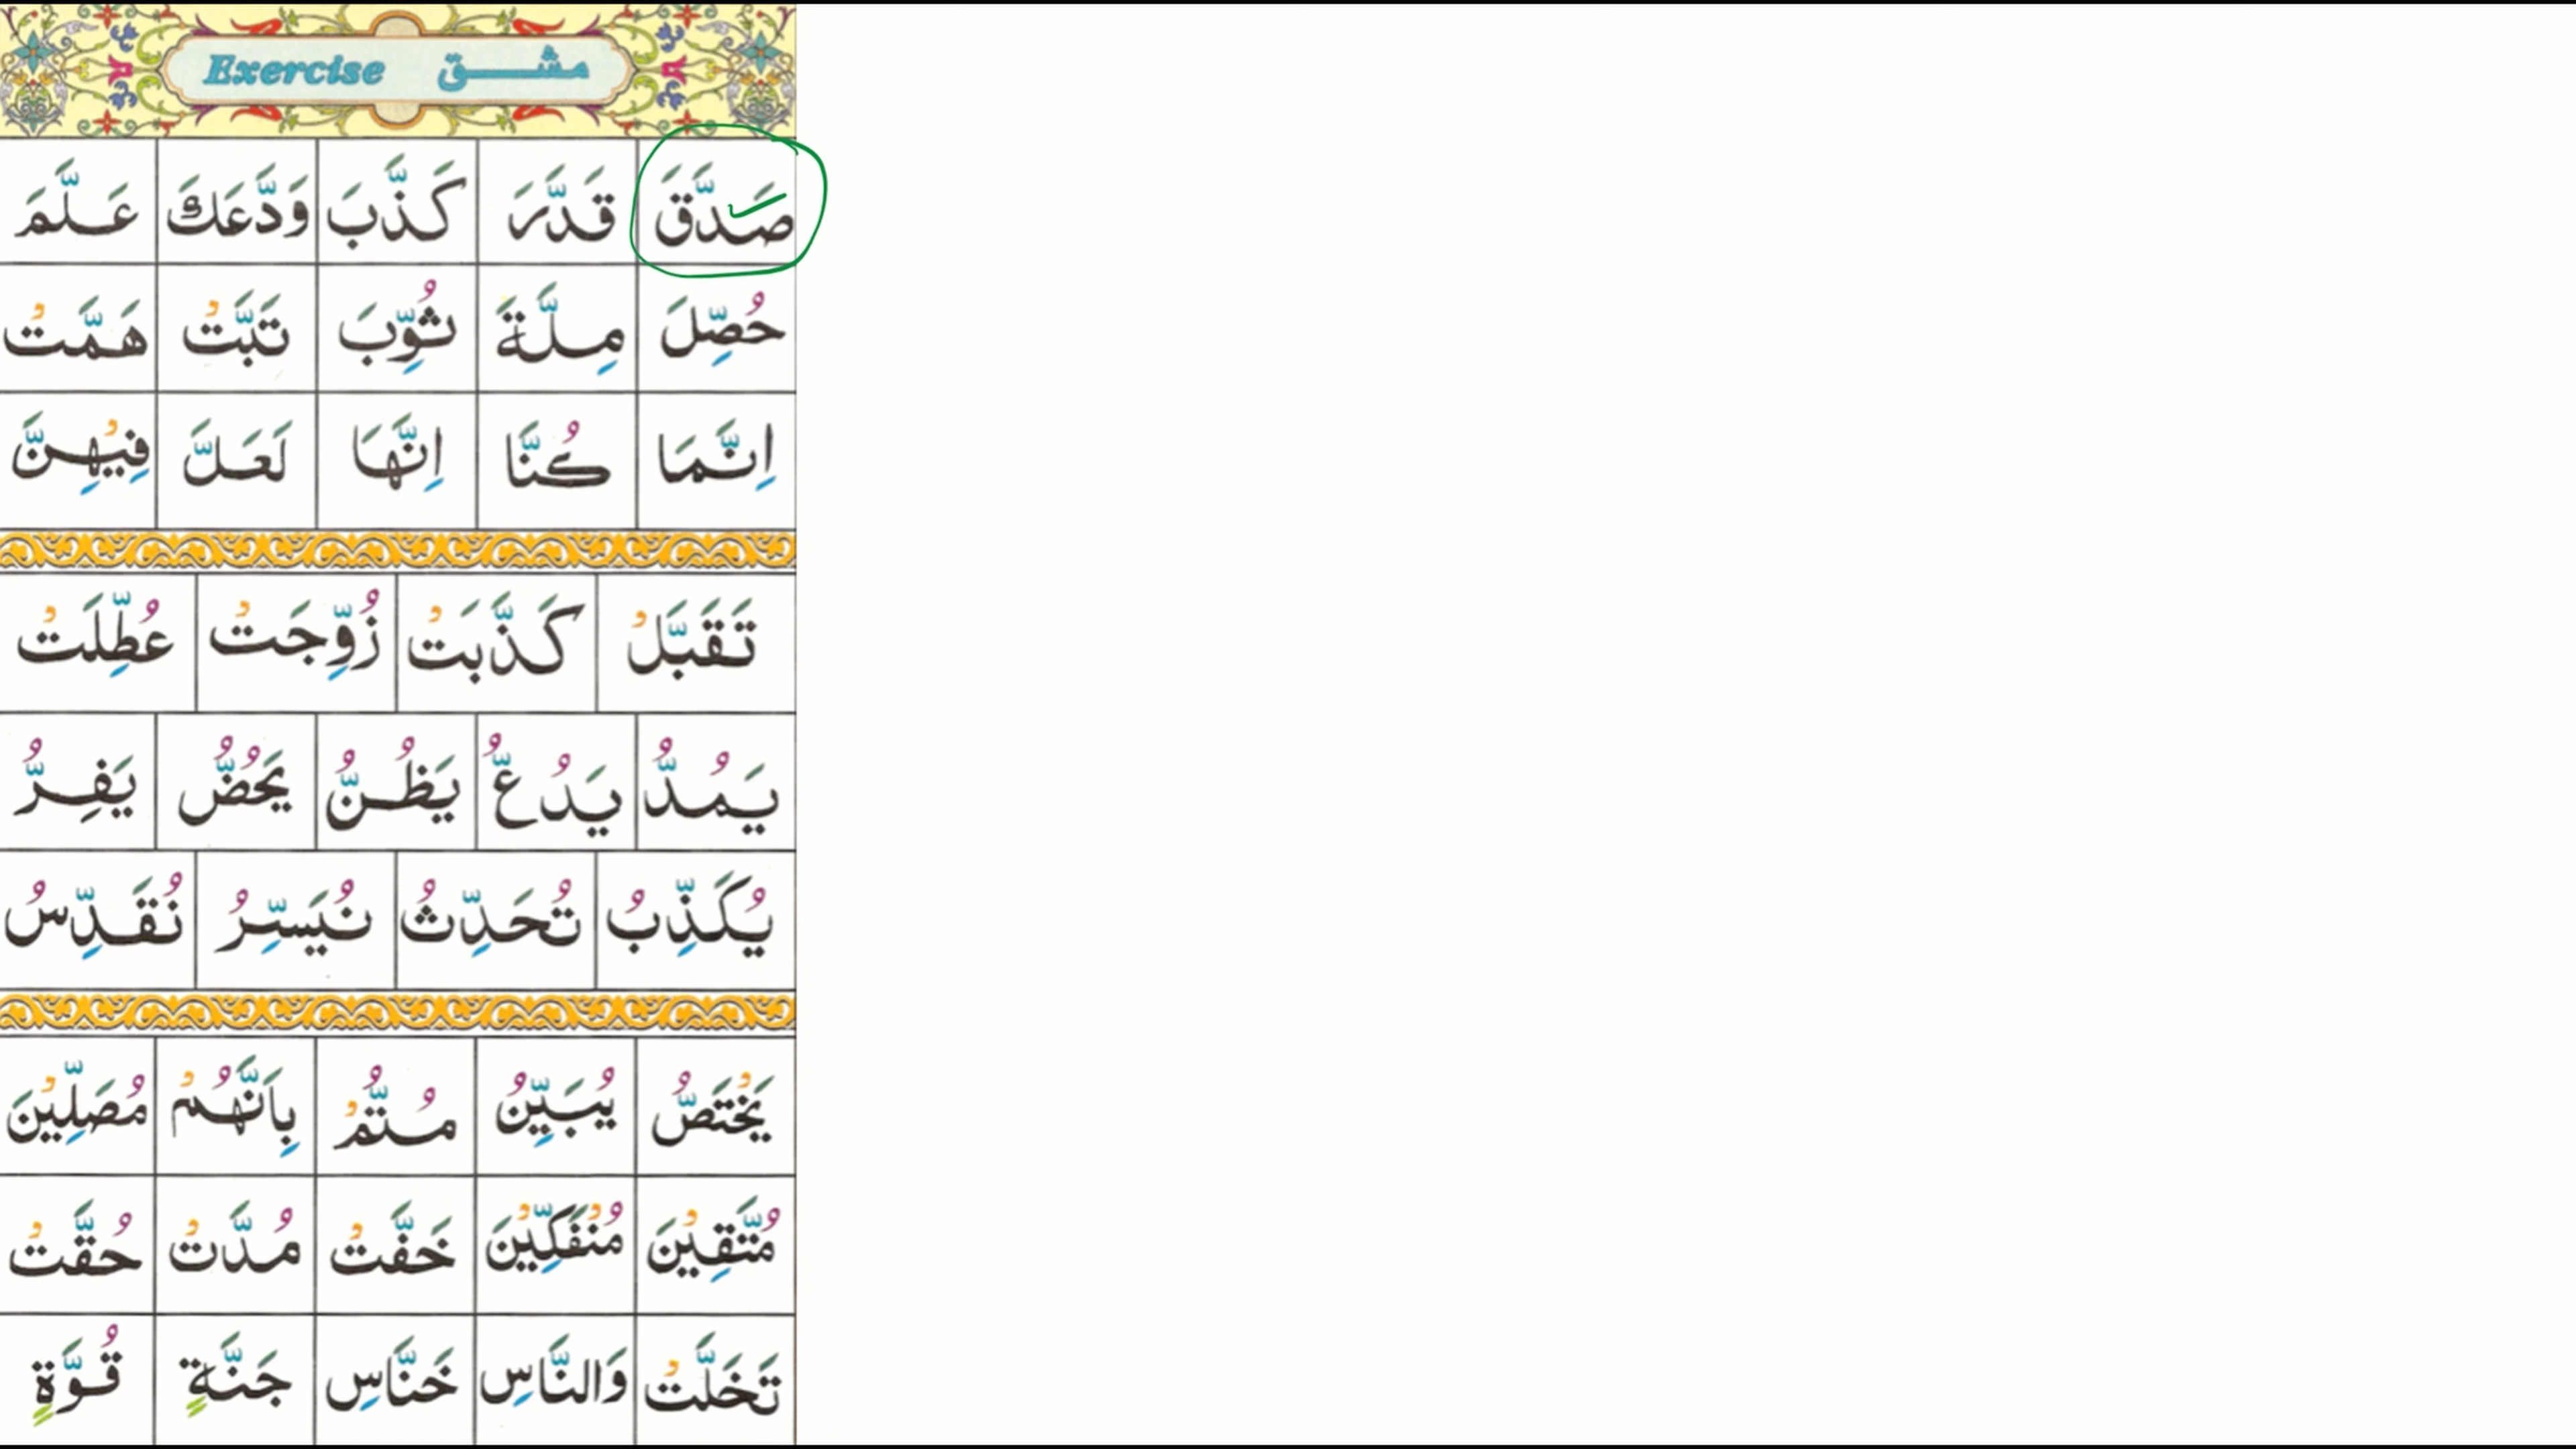 مشق Exercise
صَدَّقَ قَدَّرَ كَذَّبَ وَدَّعَكَ عَلَّمَ
حُصِّلَ مِلَّةَ ثُوِّبَ تَبَّتْ هَمَّتْ
اِنَّمَا كُنَّا اِنَّهَا لَعَلَّ فِيْهِنَّ
تَقَبَّلْ كَذَّبَتْ زُوِّجَتْ عُطِّلَتْ
يَمُدُّ يَدُعُّ يَظُنُّ يَحُضُّ يَفِرُّ
يُكَذِّبُ تُحَدِّثُ نُيَسِّرُ نُقَدِّسُ
يَخْتَصُّ يُبَيِّنُ مُتُّمْ بِاَنَّهُمْ مُصَلِّيْنَ
مُتَّقِيْنَ مُنْفَكِّيْنَ خَفَّتْ مُدَّتْ حُقَّتْ
تَخَلَّتْ وَالنَّاسِ خَنَّاسِ جَنَّةٍ قُوَّةٍ